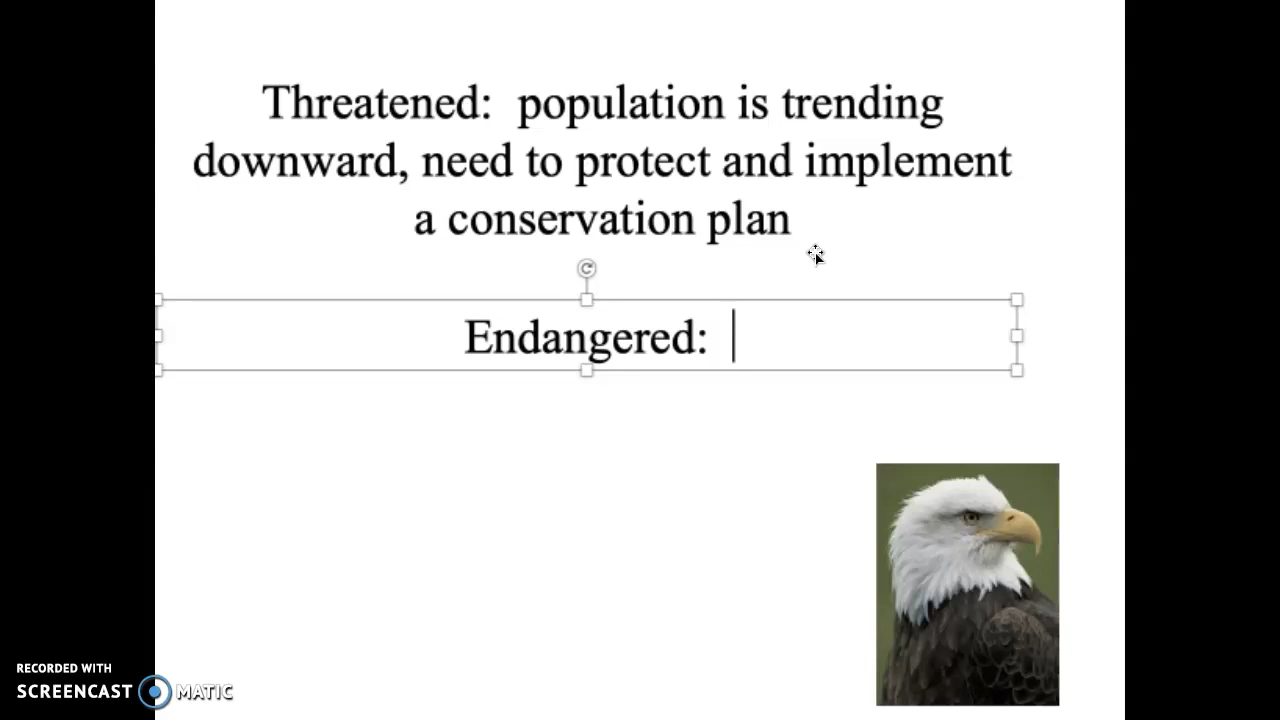 Threatened:  population is trending
downward, need to protect and implement
a conservation plan
Endangered:
RECORDED WITH
SCREENCAST MATIC